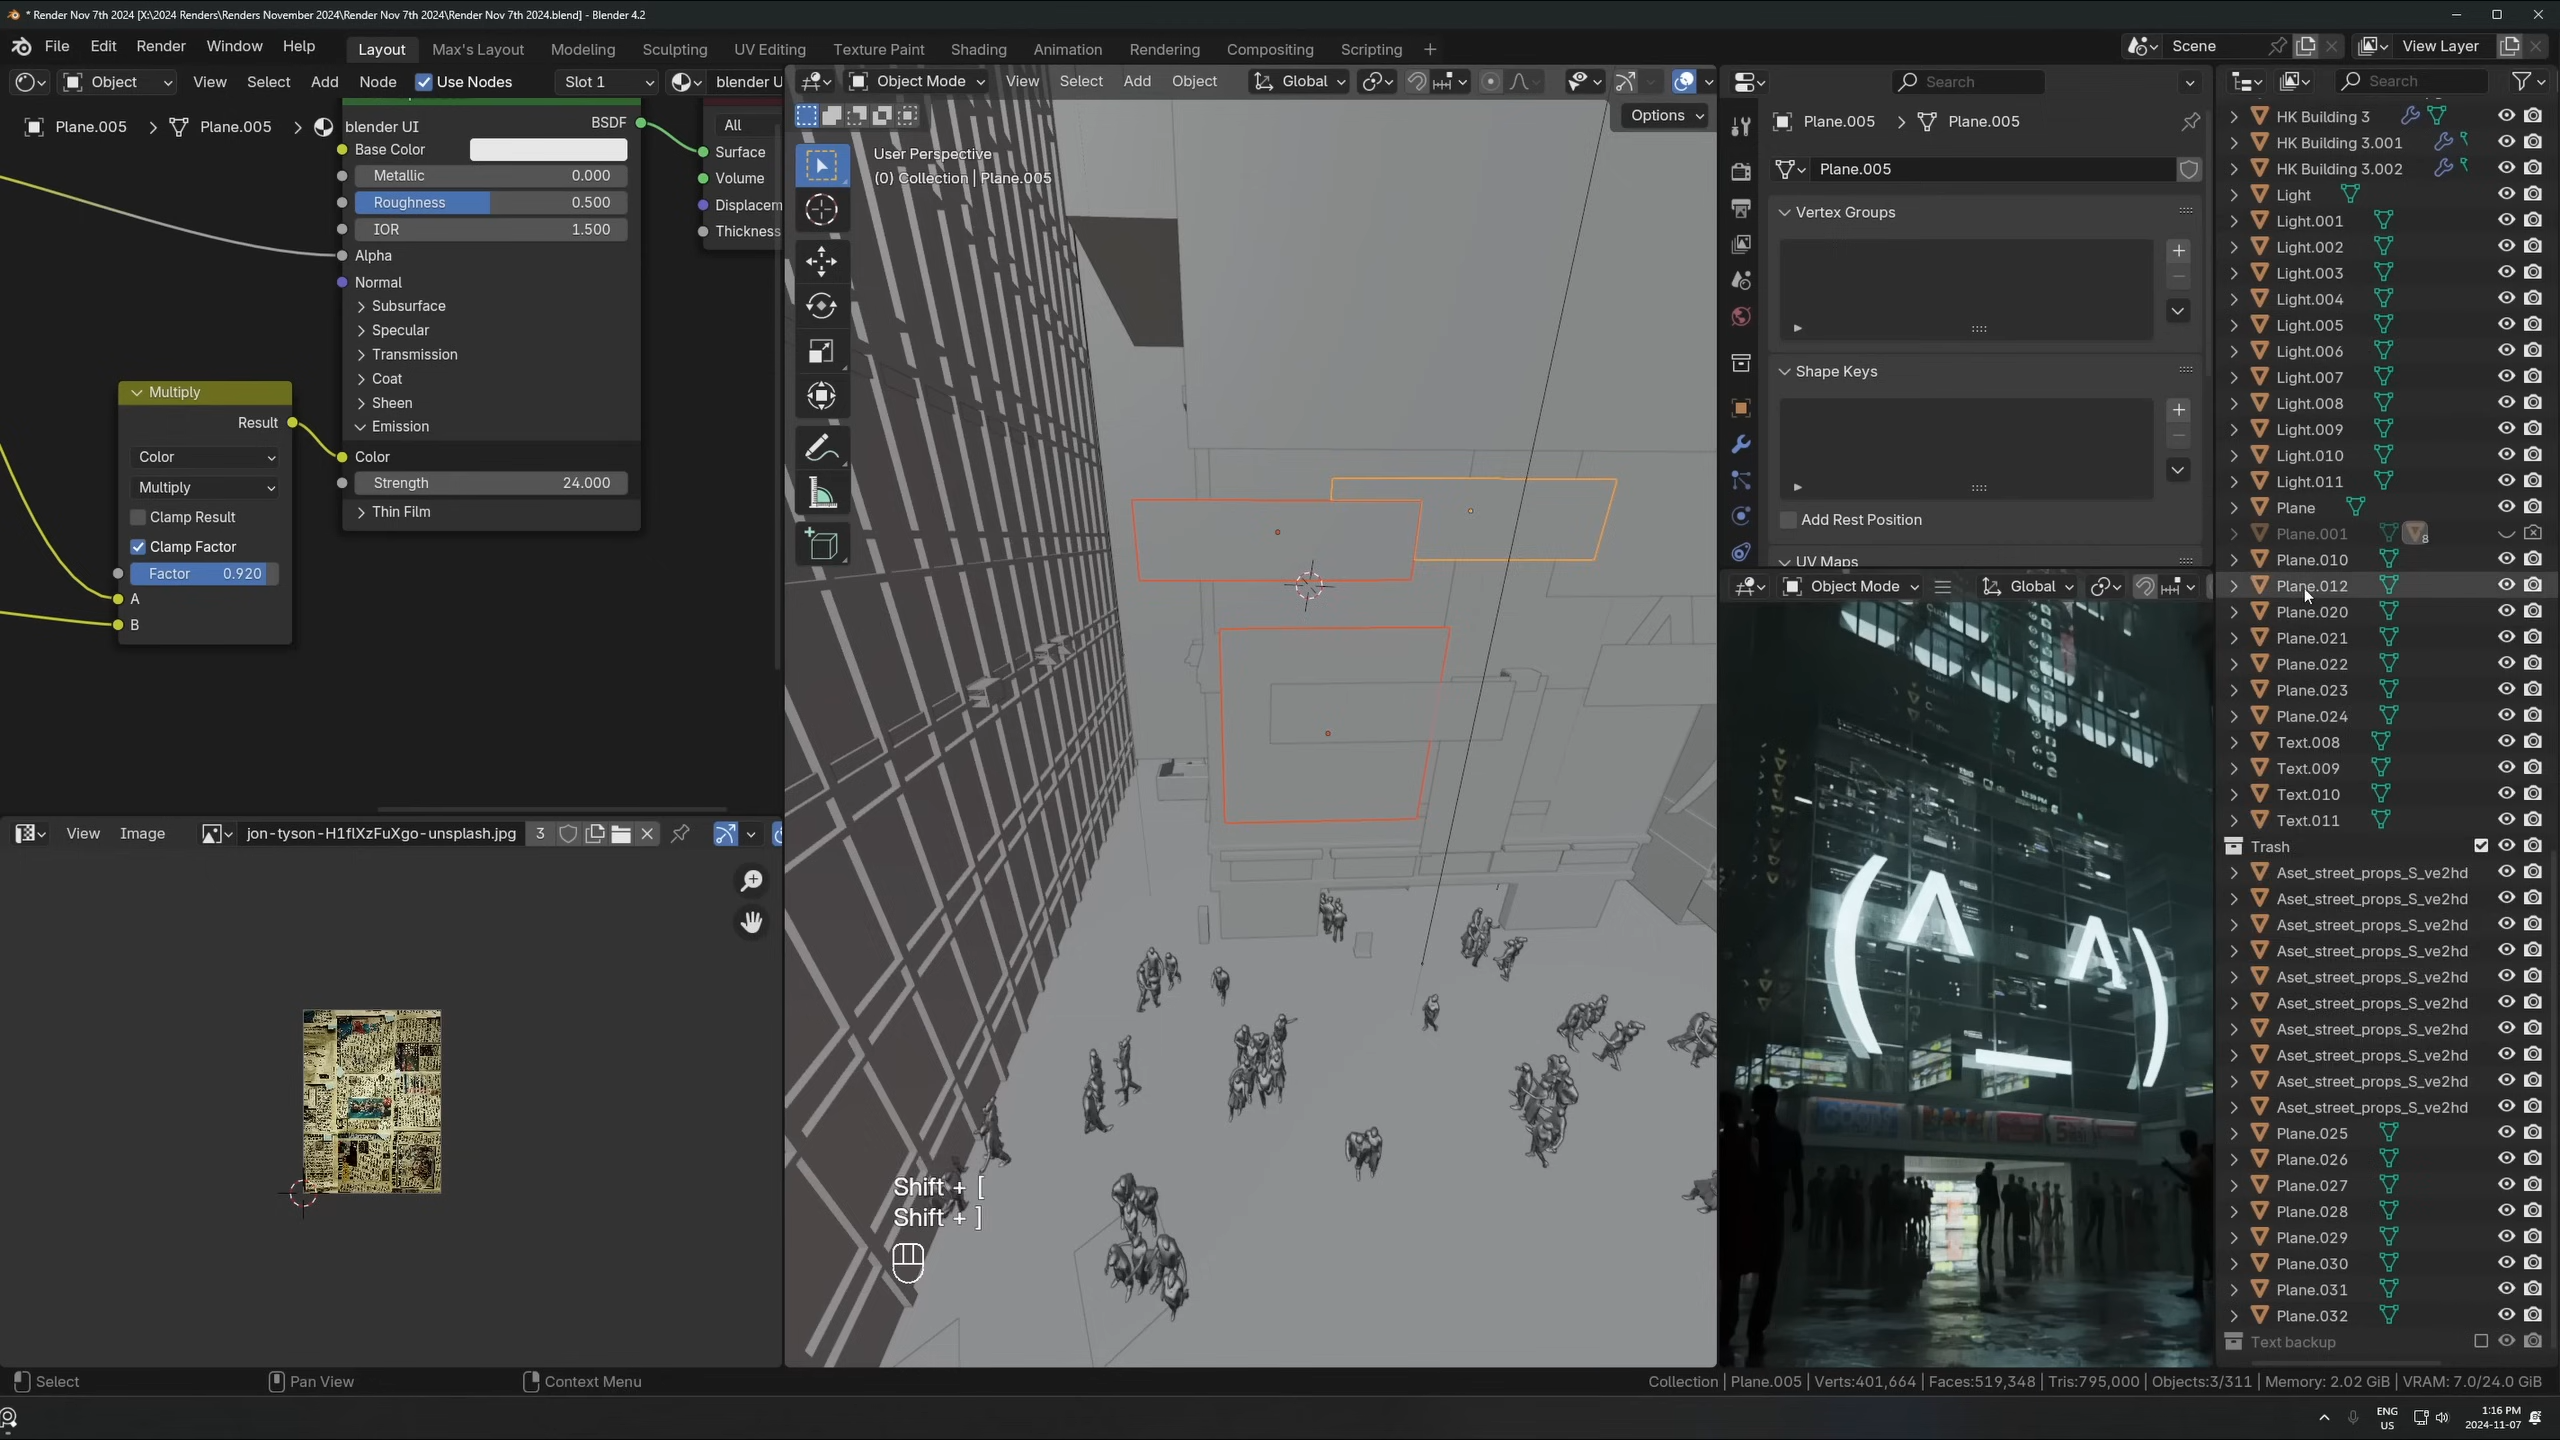 * Render Nov 7th 2024 [X:\2024 Renders\Renders November 2024\Render Nov 7th 2024\Render Nov 7th 2024.blend] - Blender 4.2
File Edit Render Window Help
Layout Max's Layout Modeling Sculpting UV Editing Texture Paint Shading Animation Rendering Compositing Scripting +
Scene
View Layer
Object View Select Add Node Use Nodes Slot 1 blender U
Plane.005 > Plane.005 > blender UI
BSDF
Base Color
Metallic 0.000
Roughness 0.500
IOR 1.500
Alpha
Normal
Subsurface
Specular
Transmission
Coat
Sheen
Emission
Color
Strength 24.000
Thin Film
All
Surface
Volume
Displacem
Thickness
Multiply
Result
Color
Multiply
Clamp Result
Clamp Factor
Factor 0.920
A
B
View Image jon-tyson-H1flXzFuXgo-unsplash.jpg 3
Object Mode View Select Add Object Global
Options
User Perspective
(0) Collection | Plane.005
Shift + [
Shift + ]
Search
Plane.005 > Plane.005
Plane.005
Vertex Groups
Shape Keys
Add Rest Position
UV Maps
Object Mode Global
(^_^)
Search
HK Building 3
HK Building 3.001
HK Building 3.002
Light
Light.001
Light.002
Light.003
Light.004
Light.005
Light.006
Light.007
Light.008
Light.009
Light.010
Light.011
Plane
Plane.001 8
Plane.010
Plane.012
Plane.020
Plane.021
Plane.022
Plane.023
Plane.024
Text.008
Text.009
Text.010
Text.011
Trash
Aset_street_props_S_ve2hd
Aset_street_props_S_ve2hd
Aset_street_props_S_ve2hd
Aset_street_props_S_ve2hd
Aset_street_props_S_ve2hd
Aset_street_props_S_ve2hd
Aset_street_props_S_ve2hd
Aset_street_props_S_ve2hd
Aset_street_props_S_ve2hd
Aset_street_props_S_ve2hd
Plane.025
Plane.026
Plane.027
Plane.028
Plane.029
Plane.030
Plane.031
Plane.032
Text backup
Select Pan View Context Menu
Collection | Plane.005 | Verts:401,664 | Faces:519,348 | Tris:795,000 | Objects:3/311 | Memory: 2.02 GiB | VRAM: 7.0/24.0 GiB
ENG
US
1:16 PM
2024-11-07